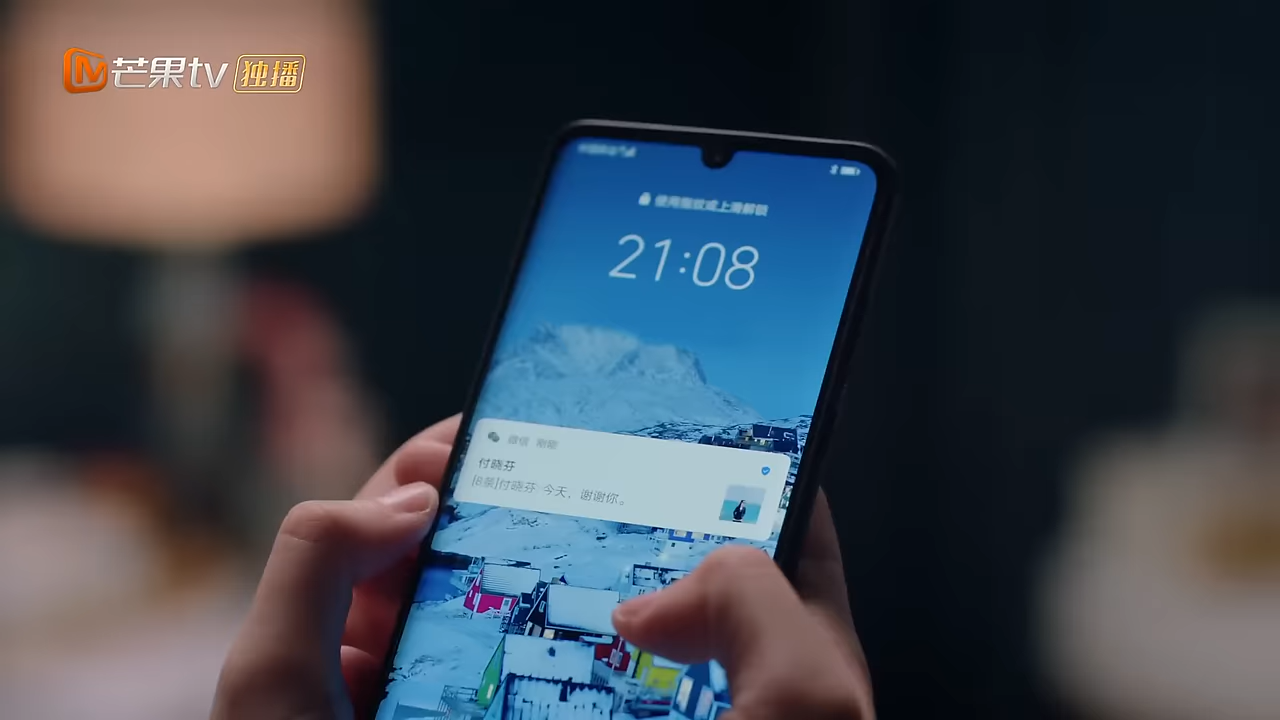 芒果tv 独播
使用指纹或上滑解锁
21:08
微信 刚刚
付晓芬
[8条]付晓芬: 今天，谢谢你。